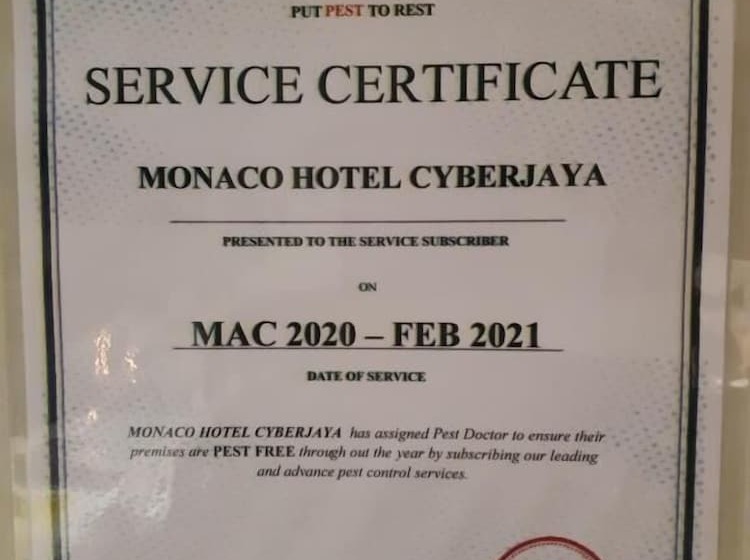 PUT PEST TO REST
SERVICE CERTIFICATE
MONACO HOTEL CYBERJAYA
PRESENTED TO THE SERVICE SUBSCRIBER
ON
MAC 2020 – FEB 2021
DATE OF SERVICE
MONACO HOTEL CYBERJAYA has assigned Pest Doctor to ensure their
premises are PEST FREE through out the year by subscribing our leading
and advance pest control services.